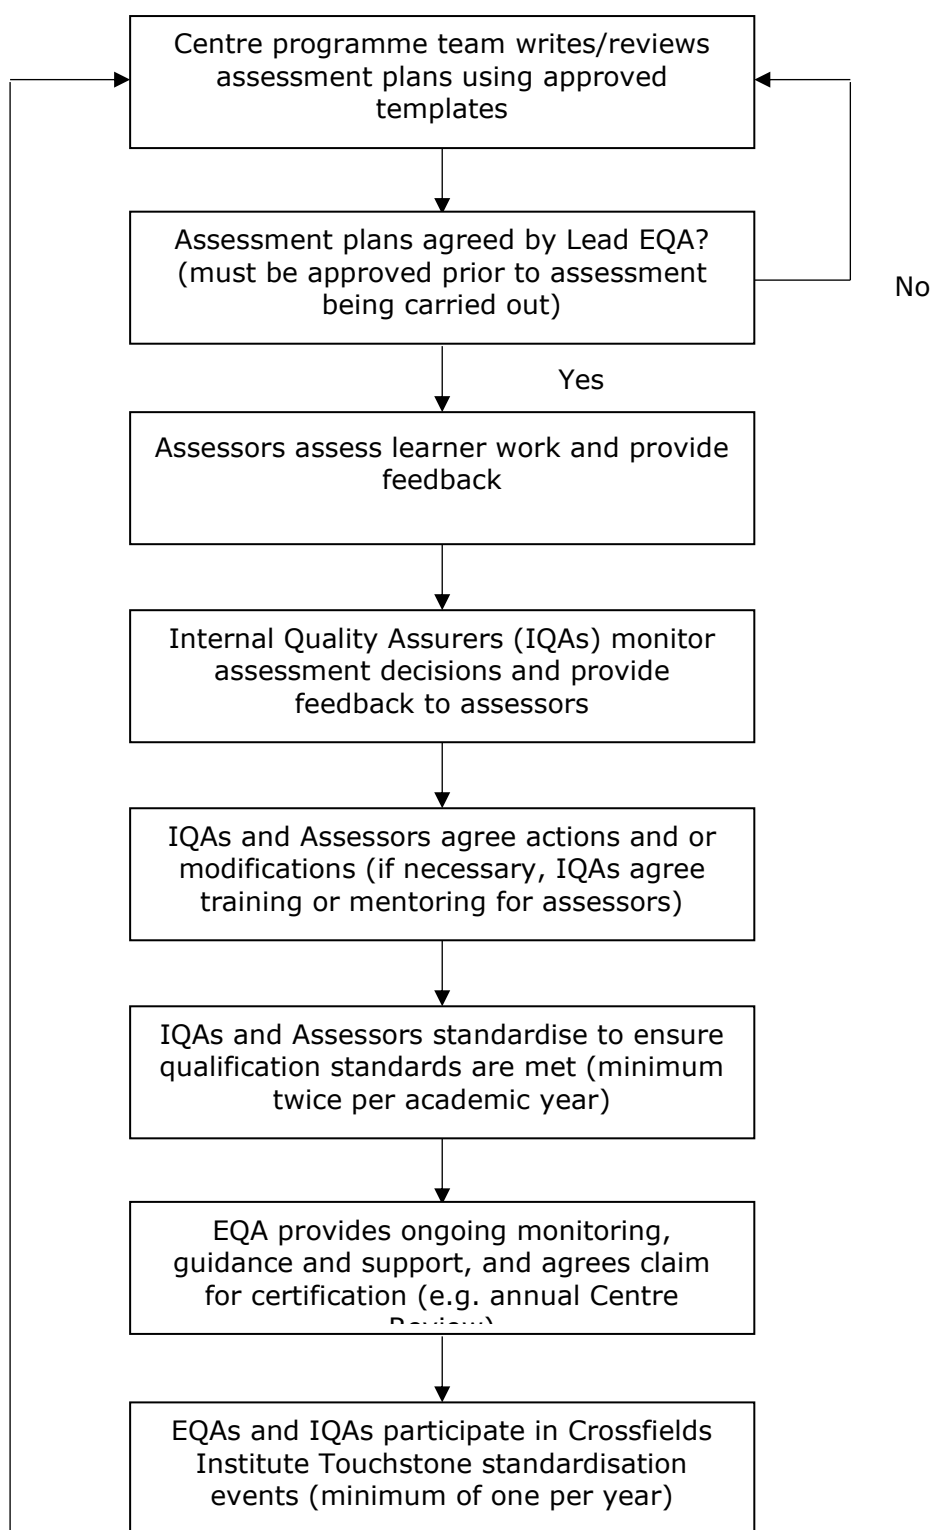 Centre programme team writes/reviews
assessment plans using approved
templates
Assessment plans agreed by Lead EQA?
(must be approved prior to assessment
being carried out)
No
Yes
Assessors assess learner work and provide
feedback
Internal Quality Assurers (IQAs) monitor
assessment decisions and provide
feedback to assessors
IQAs and Assessors agree actions and or
modifications (if necessary, IQAs agree
training or mentoring for assessors)
IQAs and Assessors standardise to ensure
qualification standards are met (minimum
twice per academic year)
EQA provides ongoing monitoring,
guidance and support, and agrees claim
for certification (e.g. annual Centre
Review)
EQAs and IQAs participate in Crossfields
Institute Touchstone standardisation
events (minimum of one per year)